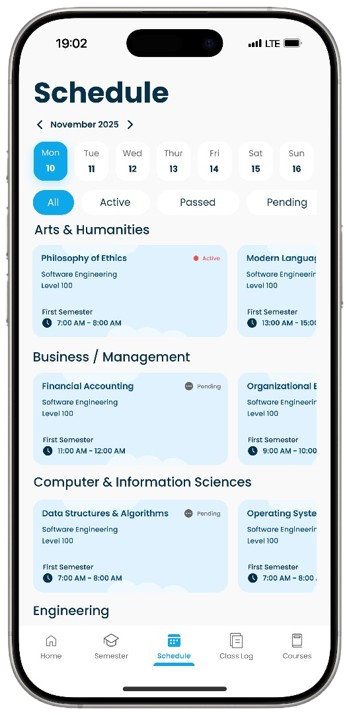 19:02
LTE
Schedule
November 2025
Mon Tue Wed Thur Fri Sat Sun
10 11 12 13 14 15 16
All Active Passed Pending
Arts & Humanities
Philosophy of Ethics Active
Software Engineering
Level 100
First Semester
7:00 AM - 8:00 AM
Modern Languag
Software Engineerin
Level 100
First Semester
13:00 AM - 15:00
Business / Management
Financial Accounting Pending
Software Engineering
Level 100
First Semester
11:00 AM - 12:00 AM
Organizational B
Software Engineerin
Level 100
First Semester
9:00 AM - 10:00
Computer & Information Sciences
Data Structures & Algorithms Pending
Software Engineering
Level 100
First Semester
7:00 AM - 8:00 AM
Operating Syste
Software Engineerin
Level 100
First Semester
7:00 AM - 8:00
Engineering
Home Semester Schedule Class Log Courses